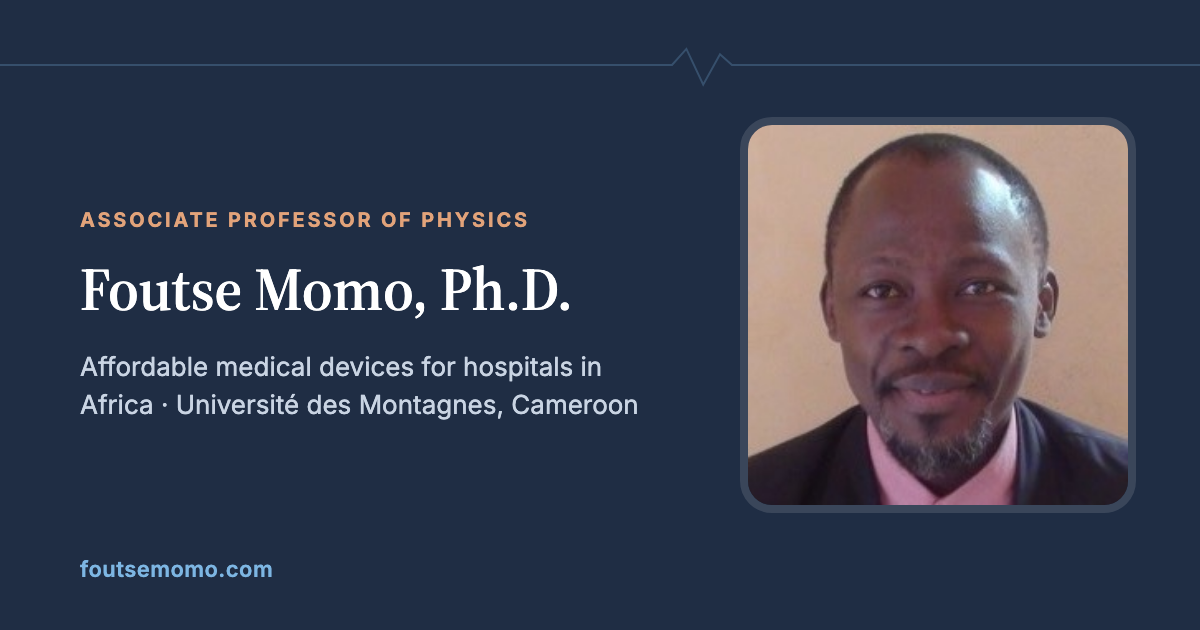 ASSOCIATE PROFESSOR OF PHYSICS
Foutse Momo, Ph.D.
Affordable medical devices for hospitals in
Africa · Université des Montagnes, Cameroon
foutsemomo.com